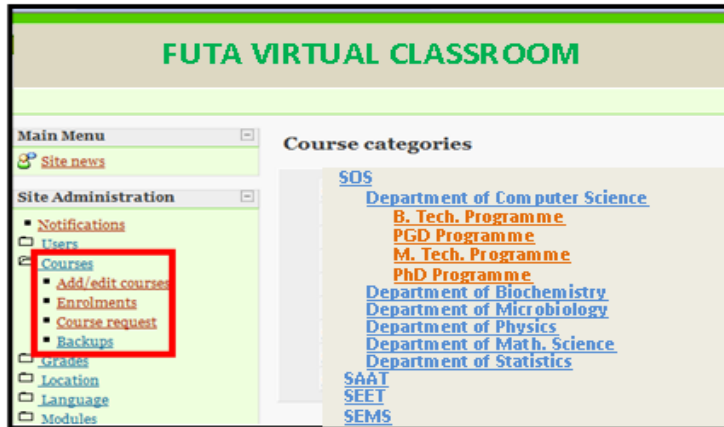 FUTA VIRTUAL CLASSROOM
Main Menu
Site news
Site Administration
Notifications
Users
Courses
Add/edit courses
Enrolments
Course request
Backups
Grades
Location
Language
Modules
Course categories
SOS
Department of Computer Science
B. Tech. Programme
PGD Programme
M. Tech. Programme
PhD Programme
Department of Biochemistry
Department of Microbiology
Department of Physics
Department of Math. Science
Department of Statistics
SAAT
SEET
SEMS